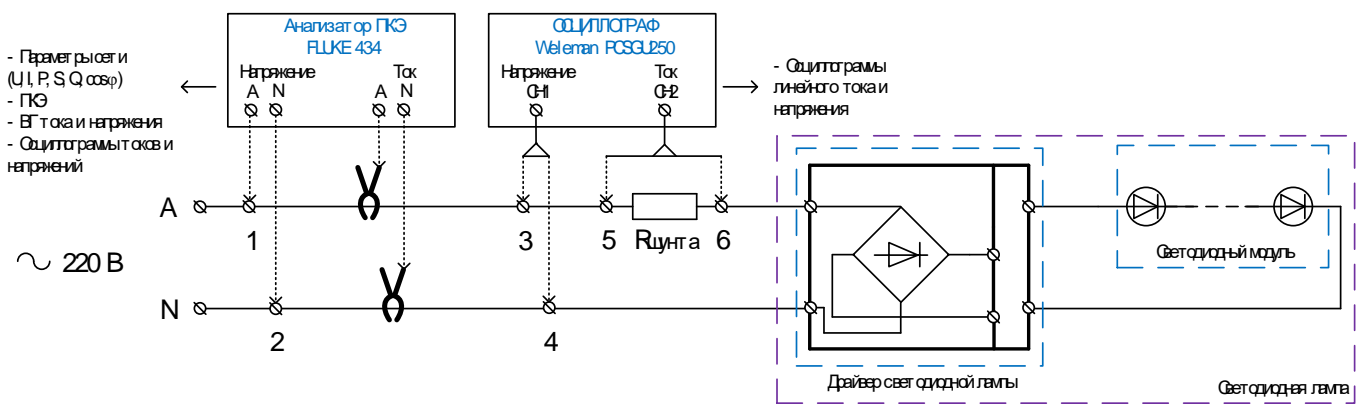 - Параметры сети
(U, I, P, S, Q, cosφ)
- ПКЭ
- ВГ тока и напряжения
- Осциллограммы токов и
напряжений
Анализатор ПКЭ
FLUKE 434
Напряжение Ток
A N A N
ОСЦИЛЛОГРАФ
Welleman PCSGU250
Напряжение Ток
CH1 CH2
- Осциллограммы
линейного тока и
напряжения
A
1
3
5
Rшунта
6
220 В
N
2
4
Светодиодный модуль
Драйвер светодиодной лампы
Светодиодная лампа